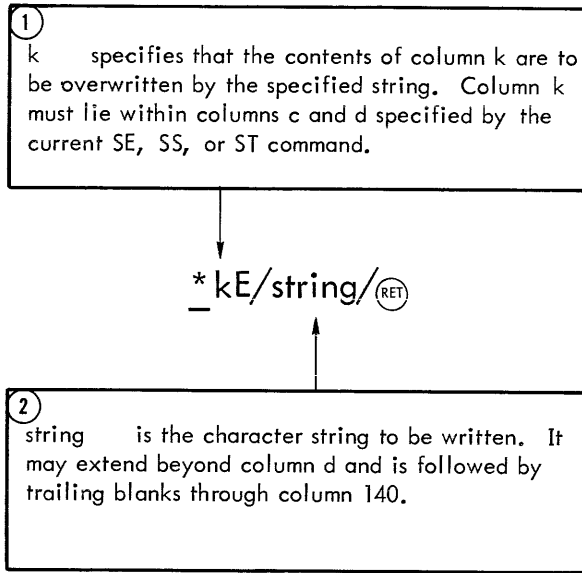 1
k specifies that the contents of column k are to
be overwritten by the specified string. Column k
must lie within columns c and d specified by the
current SE, SS, or ST command.
*kE/string/ RET
2
string is the character string to be written. It
may extend beyond column d and is followed by
trailing blanks through column 140.